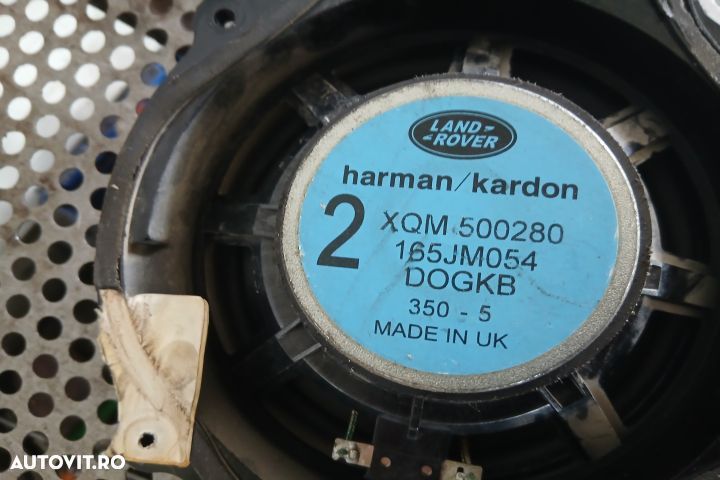 LAND
ROVER
harman/kardon
2
XQM 500280
165JM054
DOGKB
350 - 5
MADE IN UK
AUTOVIT.RO